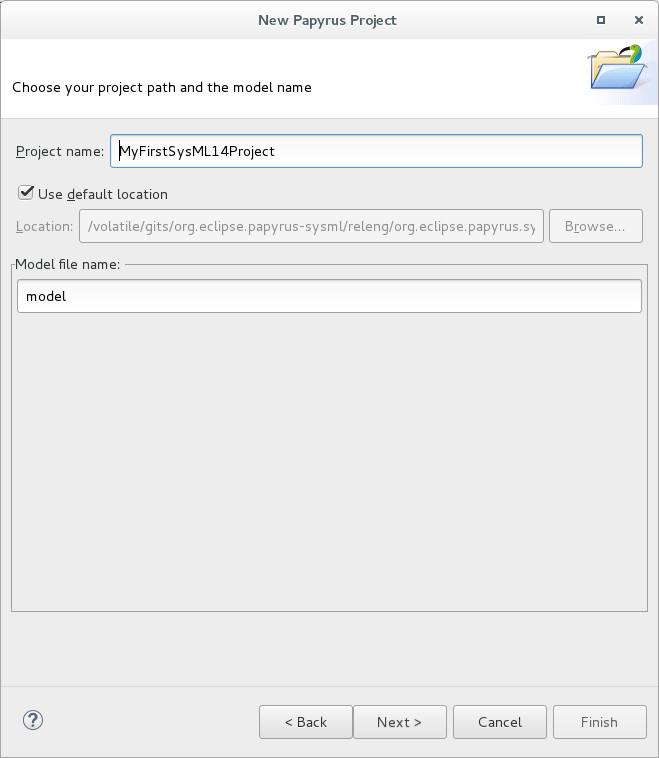 New Papyrus Project
Choose your project path and the model name
Project name: MyFirstSysML14Project
Use default location
Location: /volatile/gits/org.eclipse.papyrus-sysml/releng/org.eclipse.papyrus.sy Browse...
Model file name:
model
? < Back Next > Cancel Finish